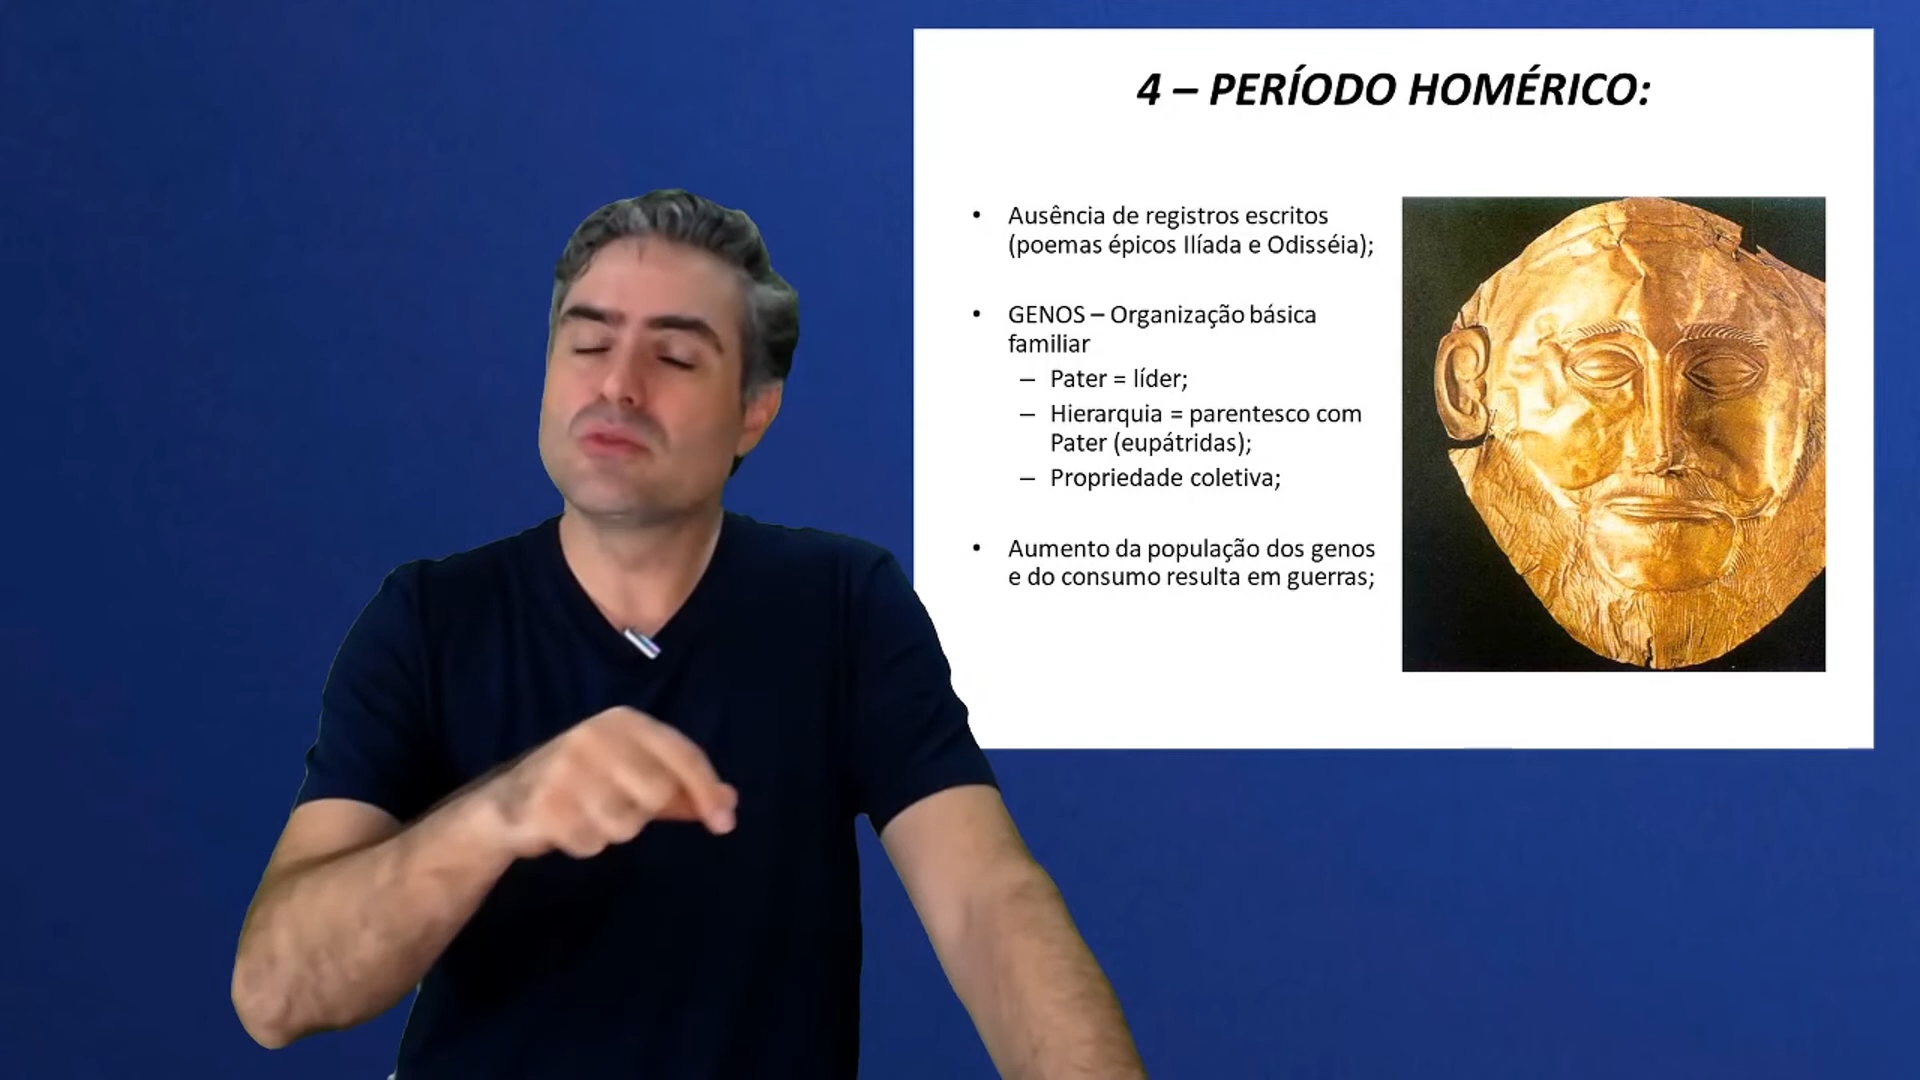 4 – PERÍODO HOMÉRICO:
• Ausência de registros escritos
(poemas épicos Ilíada e Odisséia);
• GENOS – Organização básica
familiar
– Pater = líder;
– Hierarquia = parentesco com
Pater (eupátridas);
– Propriedade coletiva;
• Aumento da população dos genos
e do consumo resulta em guerras;